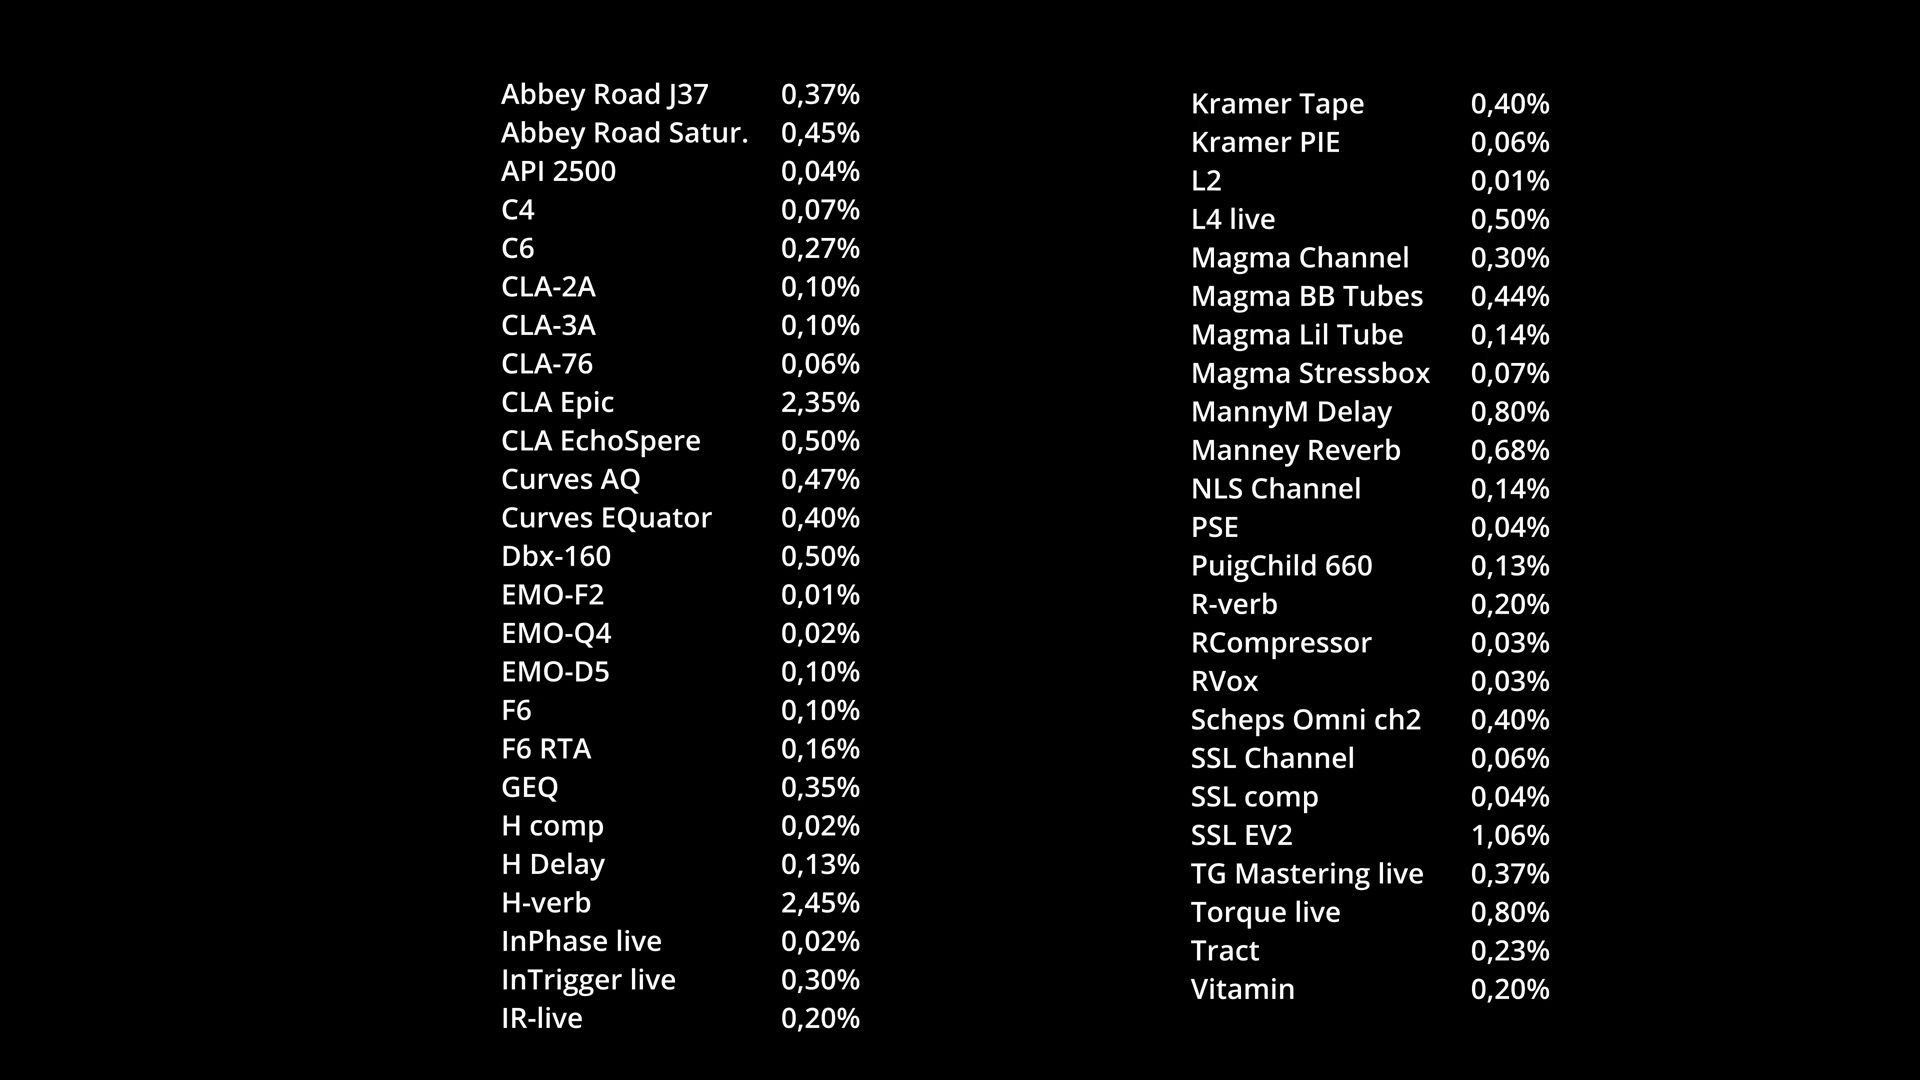 Abbey Road J37 0,37%
Abbey Road Satur. 0,45%
API 2500 0,04%
C4 0,07%
C6 0,27%
CLA-2A 0,10%
CLA-3A 0,10%
CLA-76 0,06%
CLA Epic 2,35%
CLA EchoSpere 0,50%
Curves AQ 0,47%
Curves EQuator 0,40%
Dbx-160 0,50%
EMO-F2 0,01%
EMO-Q4 0,02%
EMO-D5 0,10%
F6 0,10%
F6 RTA 0,16%
GEQ 0,35%
H comp 0,02%
H Delay 0,13%
H-verb 2,45%
InPhase live 0,02%
InTrigger live 0,30%
IR-live 0,20%
Kramer Tape 0,40%
Kramer PIE 0,06%
L2 0,01%
L4 live 0,50%
Magma Channel 0,30%
Magma BB Tubes 0,44%
Magma Lil Tube 0,14%
Magma Stressbox 0,07%
MannyM Delay 0,80%
Manney Reverb 0,68%
NLS Channel 0,14%
PSE 0,04%
PuigChild 660 0,13%
R-verb 0,20%
RCompressor 0,03%
RVox 0,03%
Scheps Omni ch2 0,40%
SSL Channel 0,06%
SSL comp 0,04%
SSL EV2 1,06%
TG Mastering live 0,37%
Torque live 0,80%
Tract 0,23%
Vitamin 0,20%